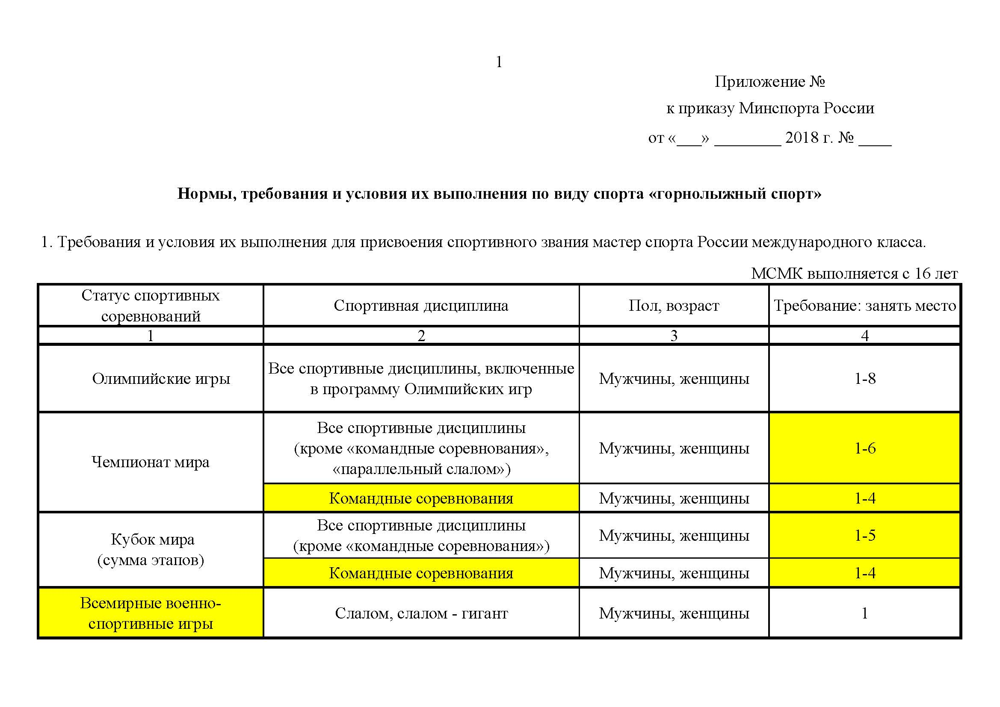 1
Приложение №
к приказу Минспорта России
от «___» ________ 2018 г. № ____
Нормы, требования и условия их выполнения по виду спорта «горнолыжный спорт»
1. Требования и условия их выполнения для присвоения спортивного звания мастер спорта России международного класса.
МСМК выполняется с 16 лет
Статус спортивных
соревнований
Спортивная дисциплина
Пол, возраст
Требование: занять место
1
2
3
4
Олимпийские игры
Все спортивные дисциплины, включенные
в программу Олимпийских игр
Мужчины, женщины
1-8
Чемпионат мира
Все спортивные дисциплины
(кроме «командные соревнования»,
«параллельный слалом»)
Мужчины, женщины
1-6
Командные соревнования
Мужчины, женщины
1-4
Кубок мира
(сумма этапов)
Все спортивные дисциплины
(кроме «командные соревнования»)
Мужчины, женщины
1-5
Командные соревнования
Мужчины, женщины
1-4
Всемирные военно-
спортивные игры
Слалом, слалом - гигант
Мужчины, женщины
1